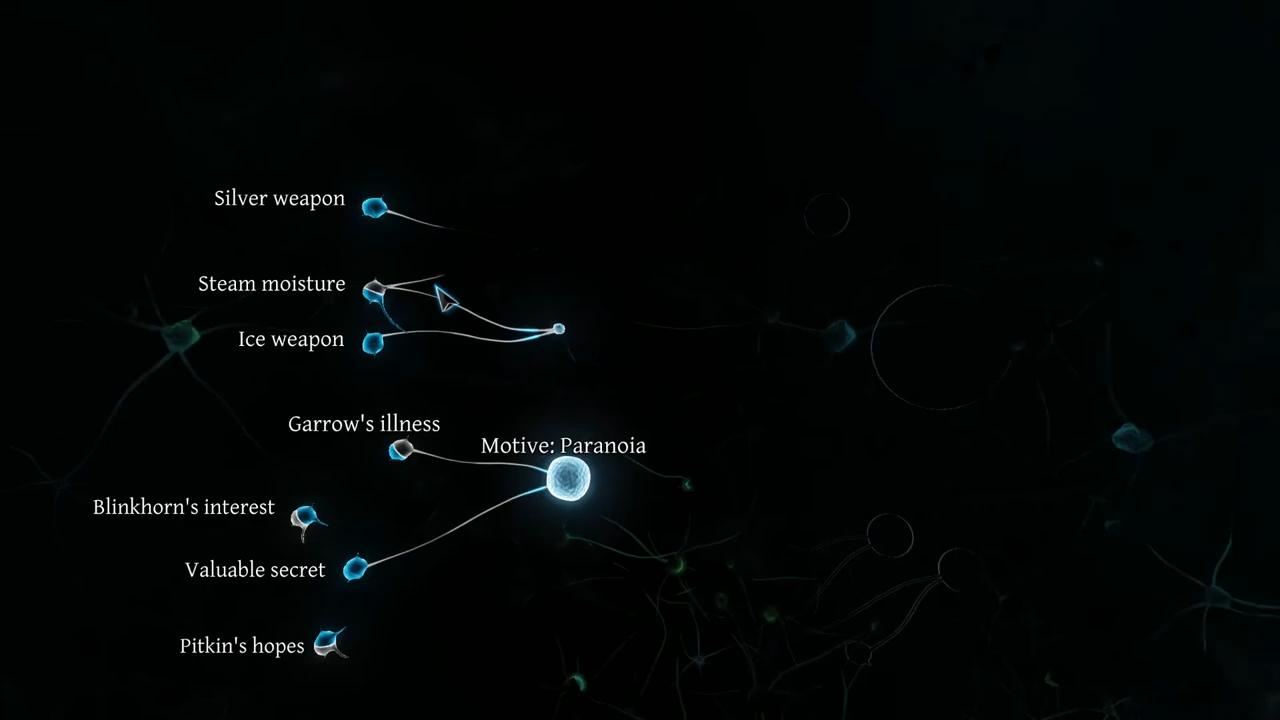 Silver weapon
Steam moisture
Ice weapon
Garrow's illness
Motive: Paranoia
Blinkhorn's interest
Valuable secret
Pitkin's hopes